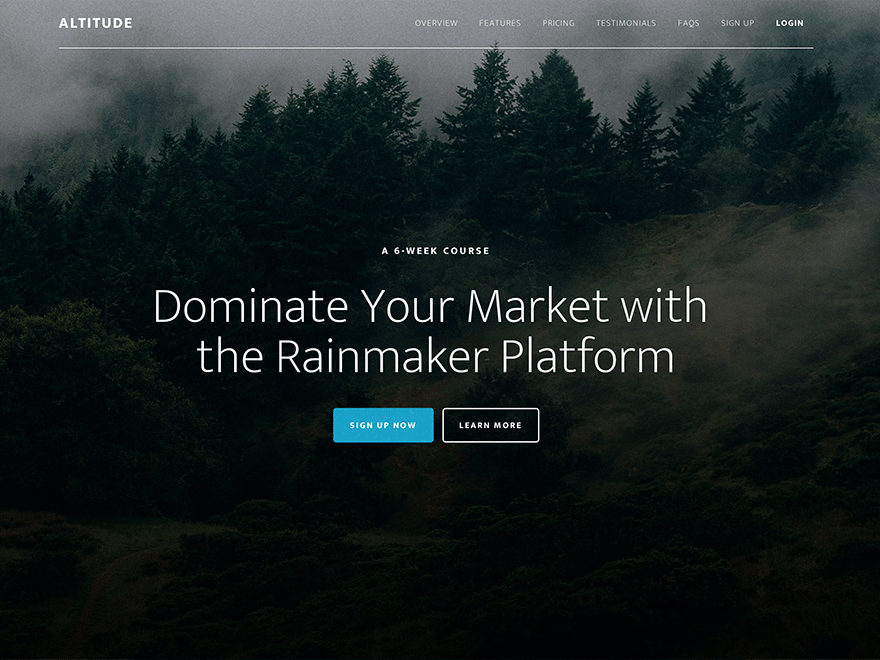 ALTITUDE
OVERVIEW FEATURES PRICING TESTIMONIALS FAQS SIGN UP LOGIN
A 6-WEEK COURSE
Dominate Your Market with
the Rainmaker Platform
SIGN UP NOW LEARN MORE